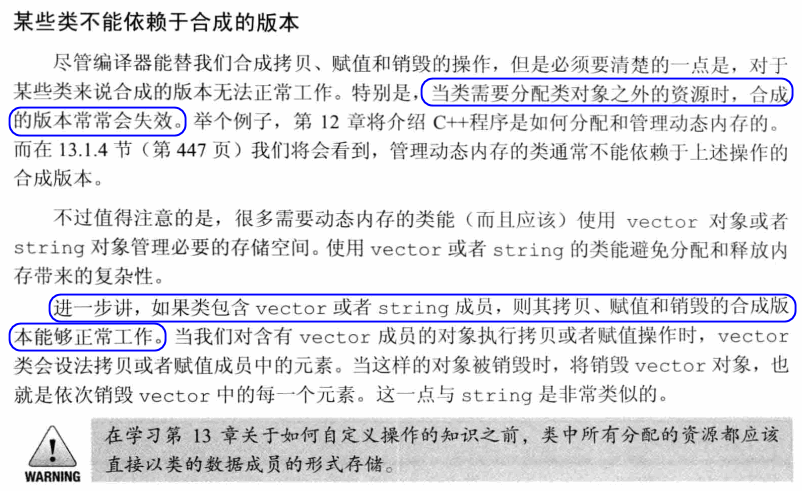 某些类不能依赖于合成的版本
尽管编译器能替我们合成拷贝、赋值和销毁的操作，但是必须要清楚的一点是，对于
某些类来说合成的版本无法正常工作。特别是，当类需要分配类对象之外的资源时，合成
的版本常常会失效。举个例子，第 12 章将介绍 C++程序是如何分配和管理动态内存的。
而在 13.1.4 节（第 447 页）我们将会看到，管理动态内存的类通常不能依赖于上述操作的
合成版本。
不过值得注意的是，很多需要动态内存的类能（而且应该）使用 vector 对象或者
string 对象管理必要的存储空间。使用 vector 或者 string 的类能避免分配和释放内
存带来的复杂性。
进一步讲，如果类包含 vector 或者 string 成员，则其拷贝、赋值和销毁的合成版
本能够正常工作。当我们对含有 vector 成员的对象执行拷贝或者赋值操作时，vector
类会设法拷贝或者赋值成员中的元素。当这样的对象被销毁时，将销毁 vector 对象，也
就是依次销毁 vector 中的每一个元素。这一点与 string 是非常类似的。
在学习第 13 章关于如何自定义操作的知识之前，类中所有分配的资源都应该
直接以类的数据成员的形式存储。
WARNING